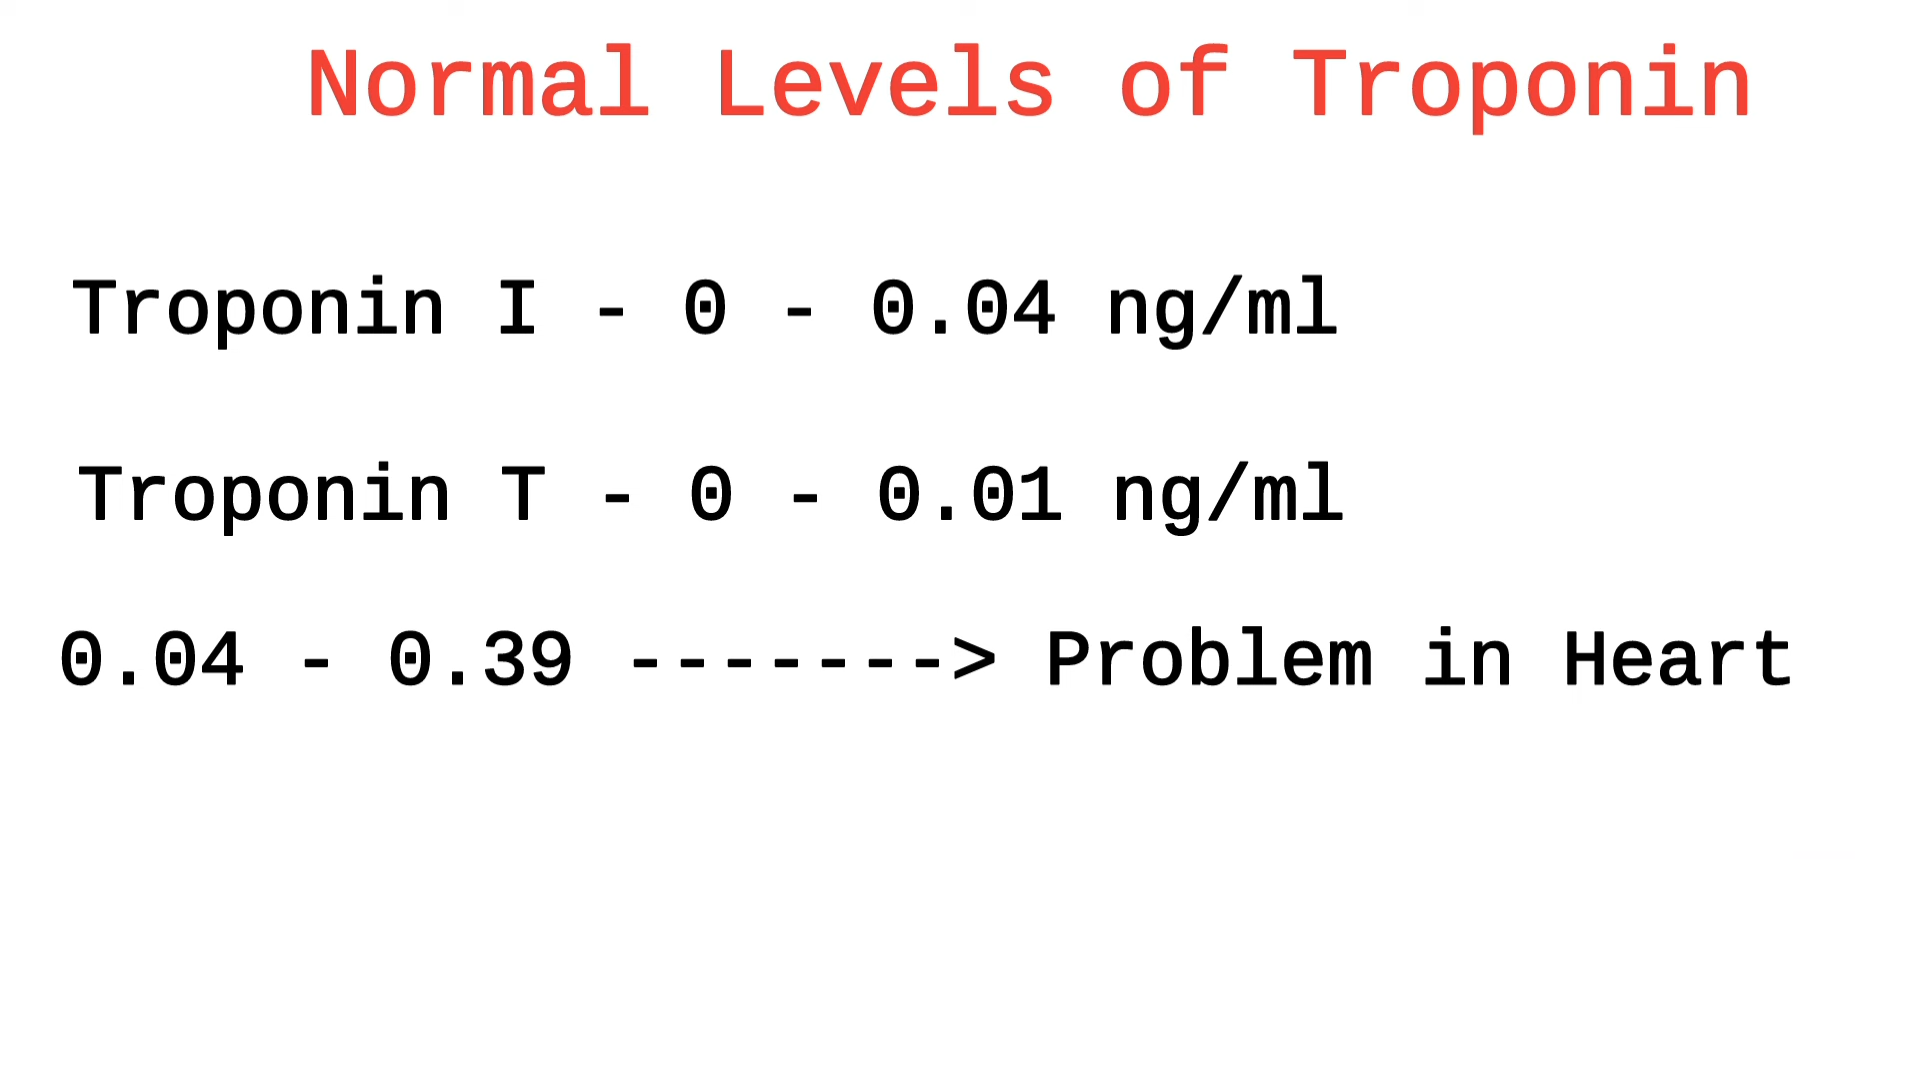 Normal Levels of Troponin
Troponin I - 0 - 0.04 ng/ml
Troponin T - 0 - 0.01 ng/ml
0.04 - 0.39 -------> Problem in Heart